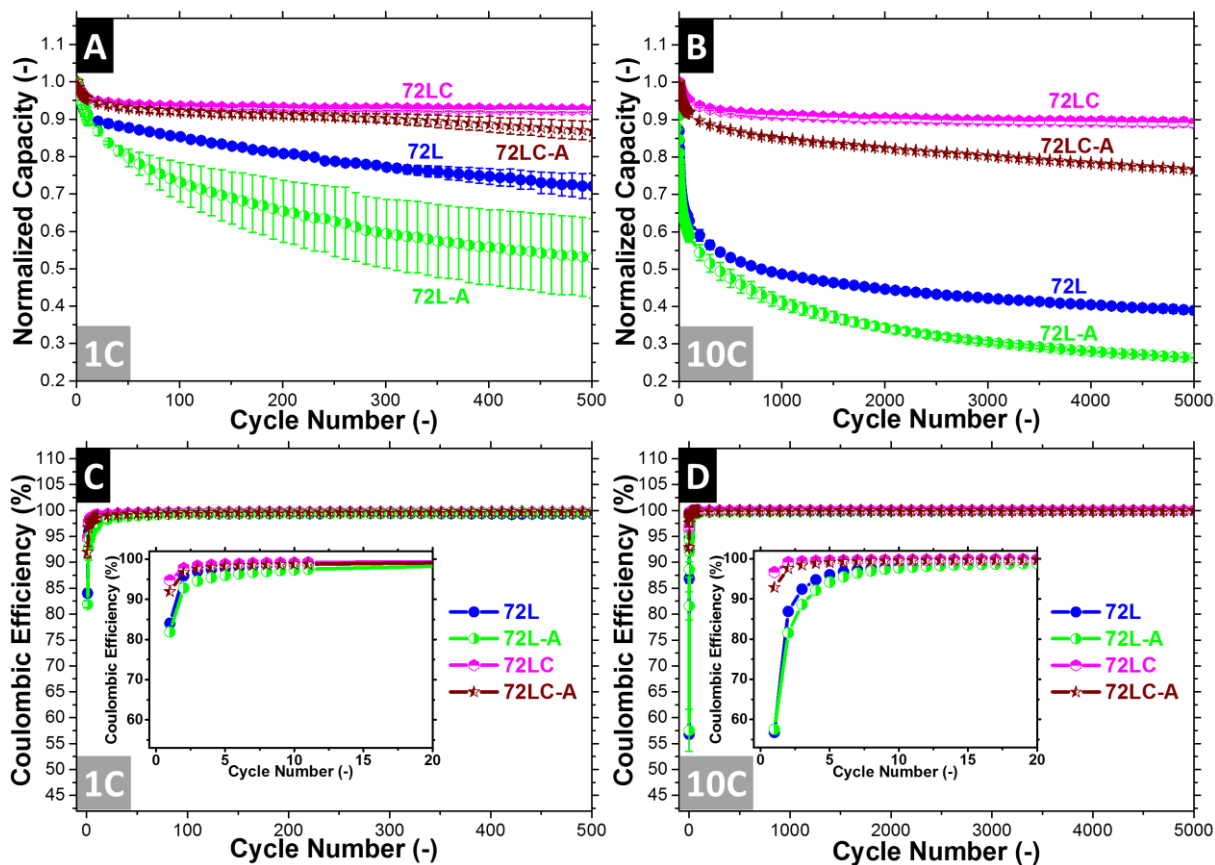 A
1.1
1.0
0.9
0.8
0.7
0.6
0.5
0.4
0.3
0.2
Normalized Capacity (-)
72LC
72LC-A
72L
72L-A
1C
0 100 200 300 400 500
Cycle Number (-)
B
1.1
1.0
0.9
0.8
0.7
0.6
0.5
0.4
0.3
0.2
Normalized Capacity (-)
72LC
72LC-A
72L
72L-A
10C
0 1000 2000 3000 4000 5000
Cycle Number (-)
C
110
105
100
95
90
85
80
75
70
65
60
55
50
45
Coulombic Efficiency (%)
100
90
80
70
60
Coulombic Efficiency (%)
0 5 10 15 20
Cycle Number (-)
72L
72L-A
72LC
72LC-A
1C
0 100 200 300 400 500
Cycle Number (-)
D
110
105
100
95
90
85
80
75
70
65
60
55
50
45
Coulombic Efficiency (%)
100
90
80
70
60
Coulombic Efficiency (%)
0 5 10 15 20
Cycle Number (-)
72L
72L-A
72LC
72LC-A
10C
0 1000 2000 3000 4000 5000
Cycle Number (-)